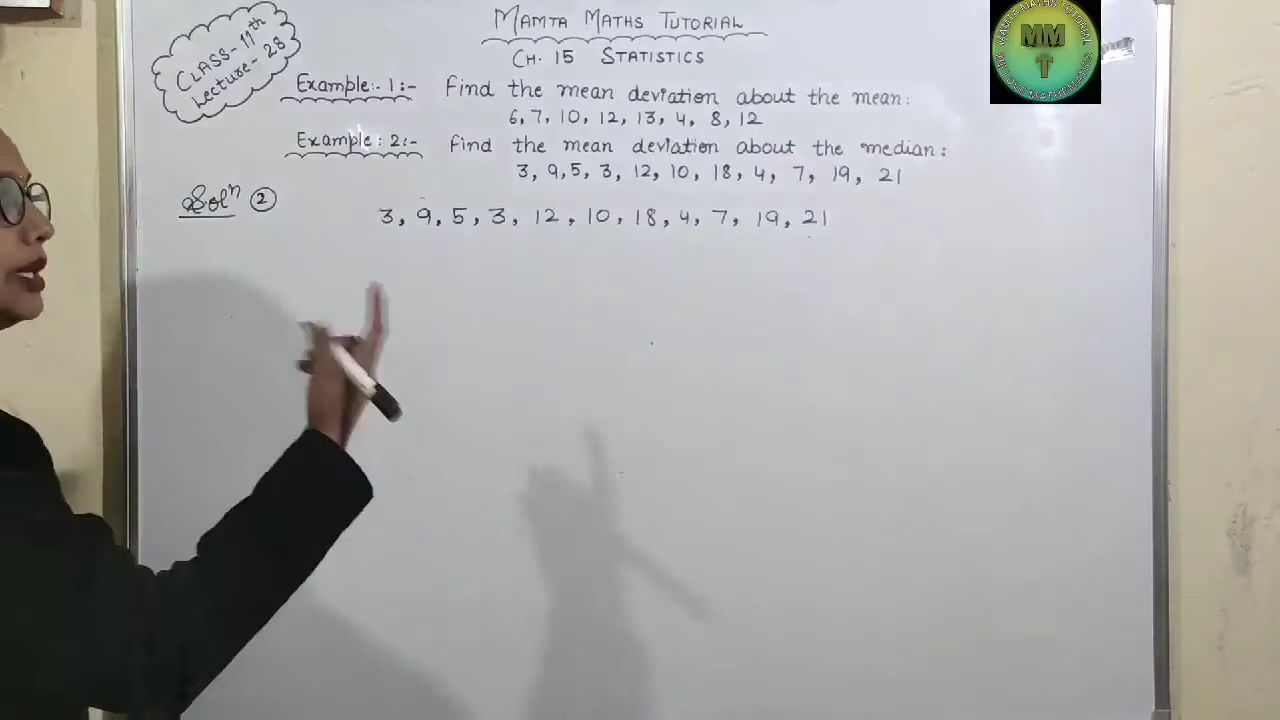 CLASS-11th
Lecture-28
MAMTA MATHS TUTORIAL
CH. 15 STATISTICS
Example:- 1:- Find the mean deviation about the mean:
6, 7, 10, 12, 13, 4, 8, 12
Example: 2:- Find the mean deviation about the median:
3, 9, 5, 3, 12, 10, 18, 4, 7, 19, 21
Solⁿ ② 3, 9, 5, 3, 12, 10, 18, 4, 7, 19, 21
MAMTA MATHS TUTORIAL
MM
T